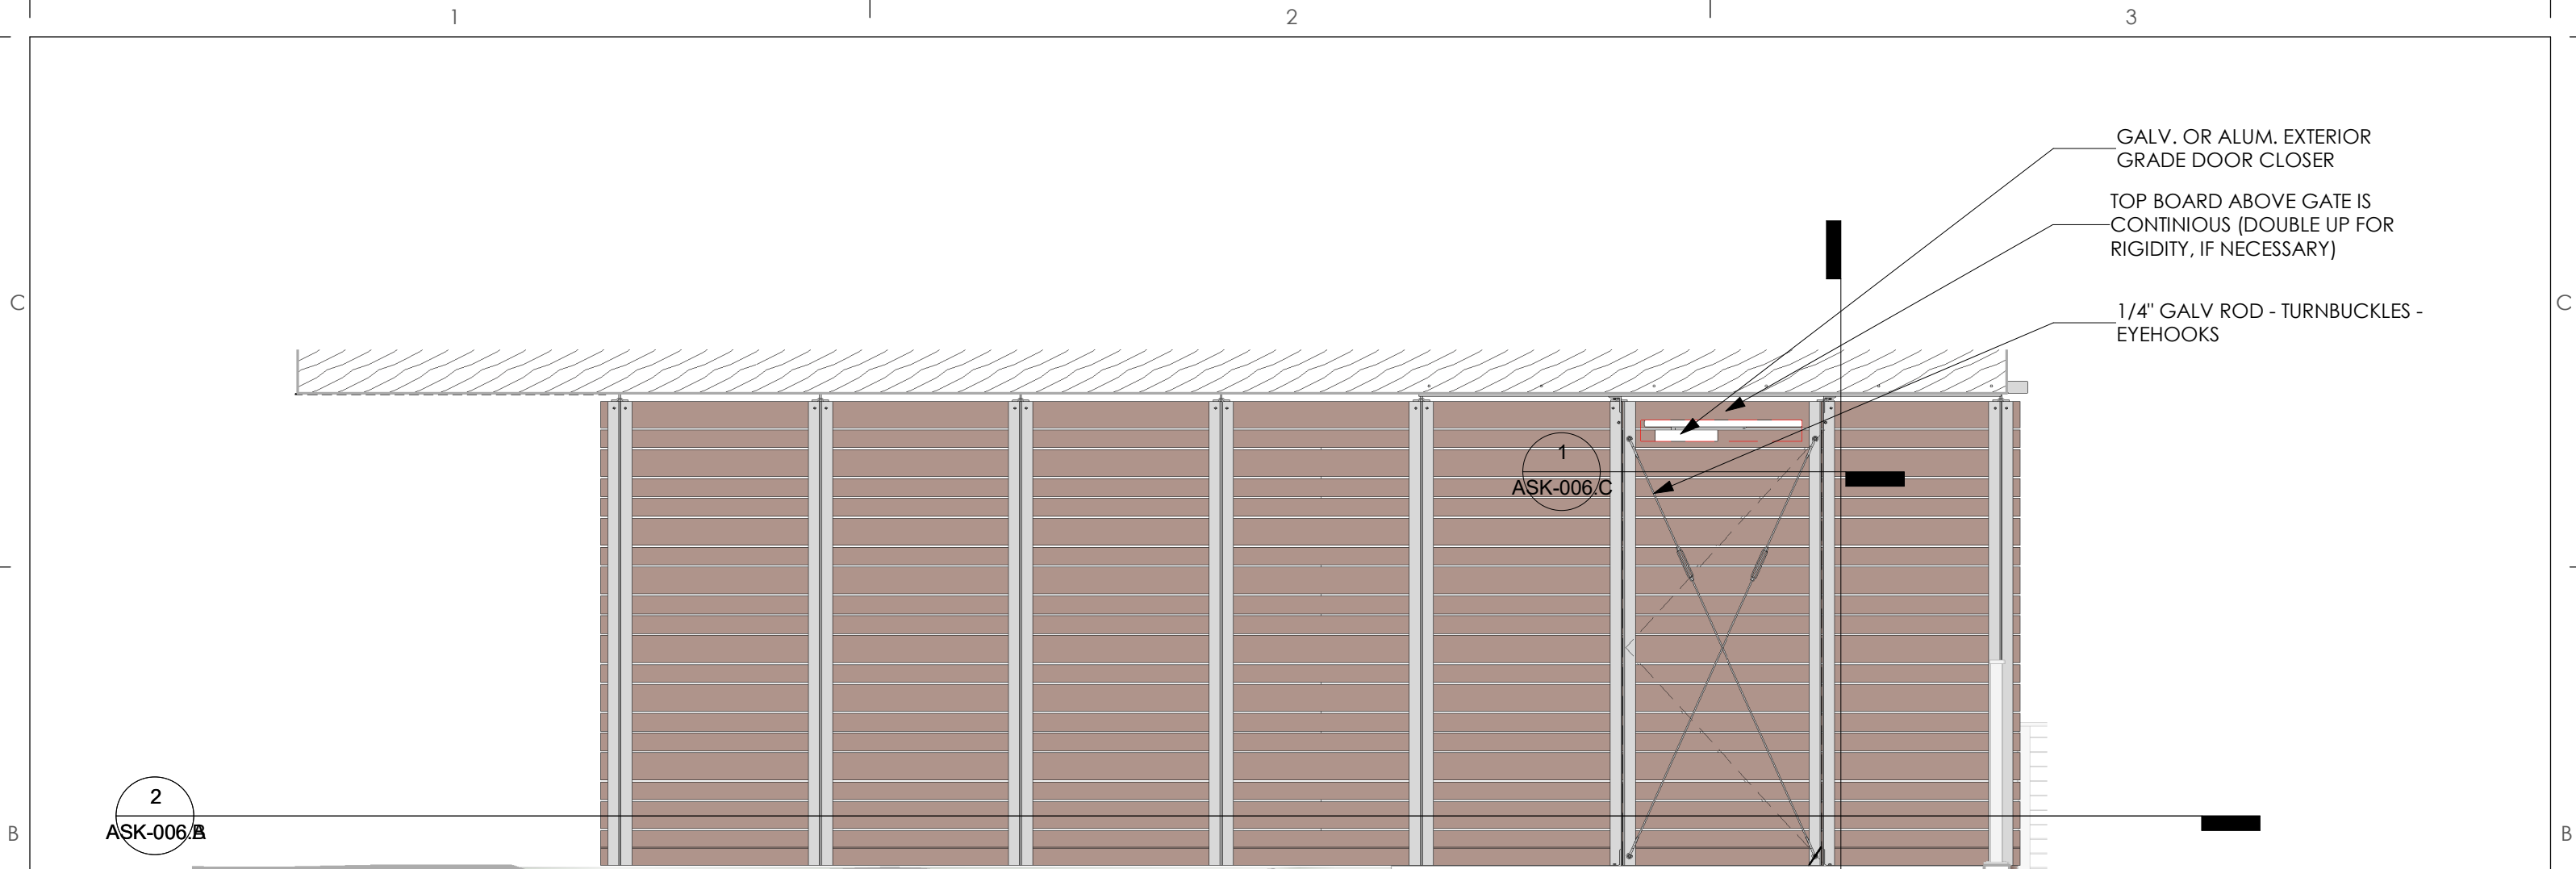 1
2
3
GALV. OR ALUM. EXTERIOR
GRADE DOOR CLOSER
TOP BOARD ABOVE GATE IS
CONTINIOUS (DOUBLE UP FOR
RIGIDITY, IF NECESSARY)
C
C
1/4" GALV ROD - TURNBUCKLES -
EYEHOOKS
1
ASK-006.C
2
B
B